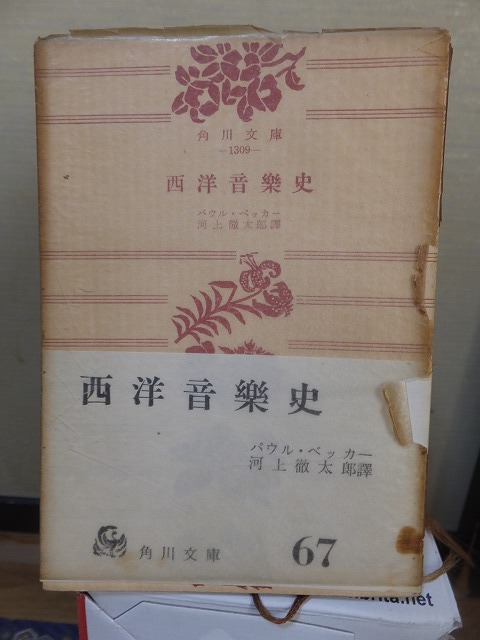 角川文庫
—1309—
西洋音樂史
パウル・ベッカー
河上徹太郎譯
西洋音樂史
パウル・ベッカー
河上徹太郎譯
角川文庫
67
rita.net